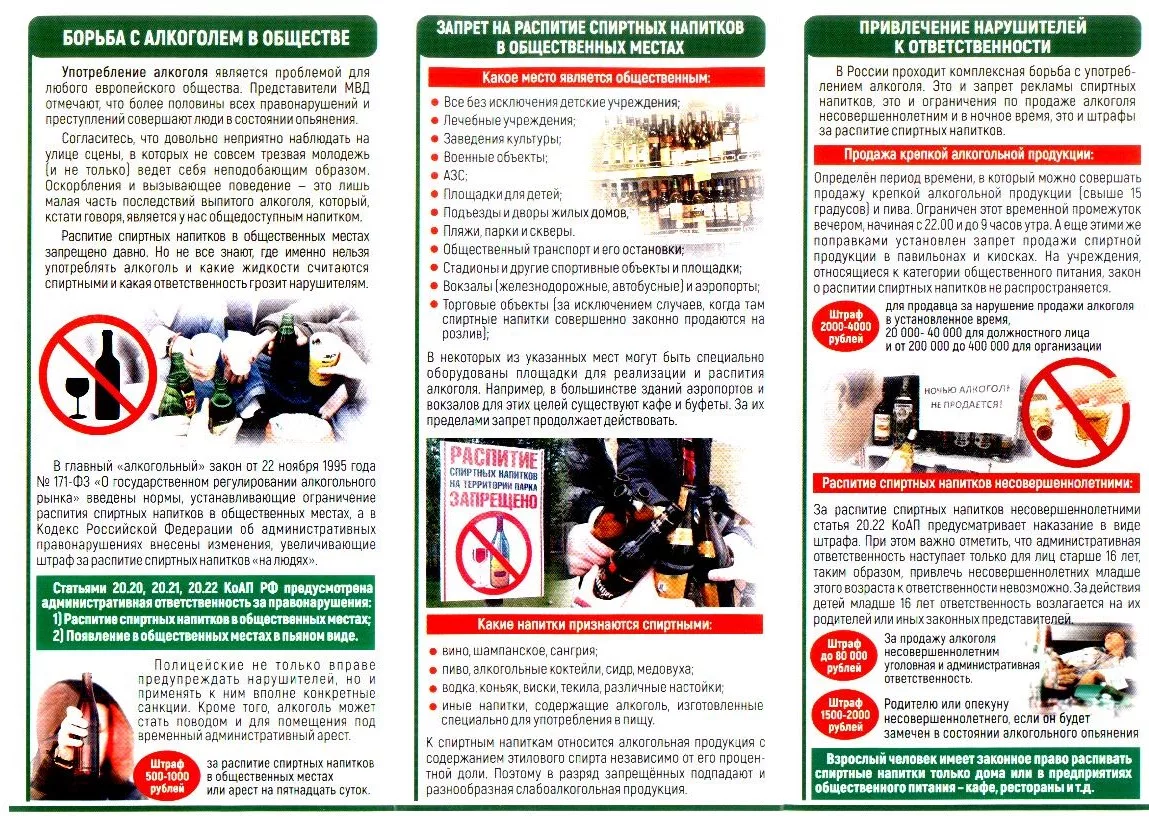 БОРЬБА С АЛКОГОЛЕМ В ОБЩЕСТВЕ
Употребление алкоголя является проблемой для
любого европейского общества. Представители МВД
отмечают, что более половины всех правонарушений и
преступлений совершают люди в состоянии опьянения.
Согласитесь, что довольно неприятно наблюдать на
улице сцены, в которых не совсем трезвая молодежь
(и не только) ведет себя неподобающим образом.
Оскорбления и вызывающее поведение – это лишь
малая часть последствий выпитого алкоголя, который,
кстати говоря, является у нас общедоступным напитком.
Распитие спиртных напитков в общественных местах
запрещено давно. Но не все знают, где именно нельзя
употреблять алкоголь и какие жидкости считаются
спиртными и какая ответственность грозит нарушителям.
В главный «алкогольный» закон от 22 ноября 1995 года
№ 171-ФЗ «О государственном регулировании алкогольного
рынка» введены нормы, устанавливающие ограничение
распития спиртных напитков в общественных местах, а в
Кодекс Российской Федерации об административных
правонарушениях внесены изменения, увеличивающие
штраф за распитие спиртных напитков «на людях».
Статьями 20.20, 20.21, 20.22 КоАП РФ предусмотрена
административная ответственность за правонарушения:
1) Распитие спиртных напитков в общественных местах;
2) Появление в общественных местах в пьяном виде.
Полицейские не только вправе
предупреждать нарушителей, но и
применять к ним вполне конкретные
санкции. Кроме того, алкоголь может
стать поводом и для помещения под
временный административный арест.
Штраф
500-1000
рублей
за распитие спиртных напитков
в общественных местах
или арест на пятнадцать суток.
ЗАПРЕТ НА РАСПИТИЕ СПИРТНЫХ НАПИТКОВ
В ОБЩЕСТВЕННЫХ МЕСТАХ
Какое место является общественным:
• Все без исключения детские учреждения;
• Лечебные учреждения;
• Заведения культуры;
• Военные объекты;
• АЗС;
• Площадки для детей;
• Подъезды и дворы жилых домов,
• Пляжи, парки и скверы.
• Общественный транспорт и его остановки;
• Стадионы и другие спортивные объекты и площадки;
• Вокзалы (железнодорожные, автобусные) и аэропорты;
• Торговые объекты (за исключением случаев, когда там
спиртные напитки совершенно законно продаются на
розлив);
В некоторых из указанных мест могут быть специально
оборудованы площадки для реализации и распития
алкоголя. Например, в большинстве зданий аэропортов и
вокзалов для этих целей существуют кафе и буфеты. За их
пределами запрет продолжает действовать.
РАСПИТИЕ
СПИРТНЫХ НАПИТКОВ
НА ТЕРРИТОРИИ ПАРКА
ЗАПРЕЩЕНО
Какие напитки признаются спиртными:
• вино, шампанское, сангрия;
• пиво, алкогольные коктейли, сидр, медовуха;
• водка, коньяк, виски, текила, различные настойки;
• иные напитки, содержащие алкоголь, изготовленные
специально для употребления в пищу.
К спиртным напиткам относится алкогольная продукция с
содержанием этилового спирта независимо от его процент-
ной доли. Поэтому в разряд запрещённых подпадают и
разнообразная слабоалкогольная продукция.
ПРИВЛЕЧЕНИЕ НАРУШИТЕЛЕЙ
К ОТВЕТСТВЕННОСТИ
В России проходит комплексная борьба с употреб-
лением алкоголя. Это и запрет рекламы спиртных
напитков, это и ограничения по продаже алкоголя
несовершеннолетним и в ночное время, это и штрафы
за распитие спиртных напитков.
Продажа крепкой алкогольной продукции:
Определён период времени, в который можно совершать
продажу крепкой алкогольной продукции (свыше 15
градусов) и пива. Ограничен этот временной промежуток
вечером, начиная с 22.00 и до 9 часов утра. А еще этими же
поправками установлен запрет продажи спиртной
продукции в павильонах и киосках. На учреждения,
относящиеся к категории общественного питания, закон
о распитии спиртных напитков не распространяется.
Штраф
2000-4000
рублей
для продавца за нарушение продажи алкоголя
в установленное время,
20 000- 40 000 для должностного лица
и от 200 000 до 400 000 для организации
НОЧЬЮ АЛКОГОЛЬ
НЕ ПРОДАЕТСЯ!
Распитие спиртных напитков несовершеннолетними:
За распитие спиртных напитков несовершеннолетними
статья 20.22 КоАП предусматривает наказание в виде
штрафа. При этом важно отметить, что административная
ответственность наступает только для лиц старше 16 лет,
таким образом, привлечь несовершеннолетних младше
этого возраста к ответственности невозможно. За действия
детей младше 16 лет ответственность возлагается на их
родителей или иных законных представителей.
Штраф
до 80 000
рублей
За продажу алкоголя
несовершеннолетним
уголовная и административная
ответственность.
Штраф
1500-2000
рублей
Родителю или опекуну
несовершеннолетнего, если он будет
замечен в состоянии алкогольного опьянения
Взрослый человек имеет законное право распивать
спиртные напитки только дома или в предприятиях
общественного питания – кафе, рестораны и т.д.